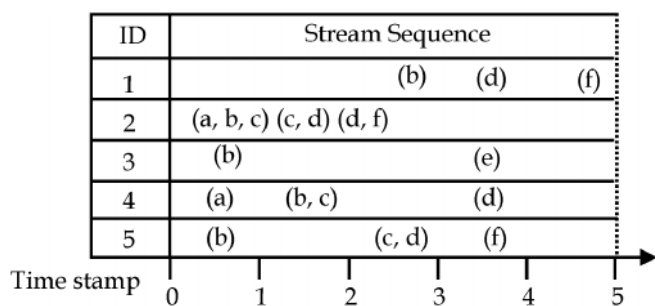 ID Stream Sequence
1 (b) (d) (f)
2 (a, b, c) (c, d) (d, f)
3 (b) (e)
4 (a) (b, c) (d)
5 (b) (c, d) (f)
Time stamp 0 1 2 3 4 5